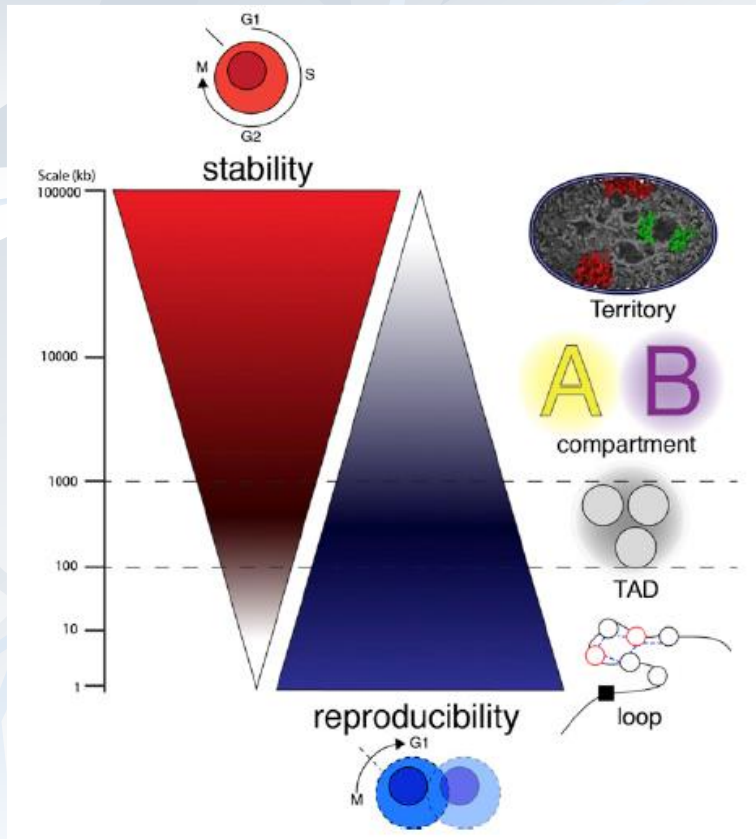 G1
M
S
G2
stability
Scale (kb)
100000
10000
1000
100
10
1
Territory
A B
compartment
TAD
loop
reproducibility
G1
M